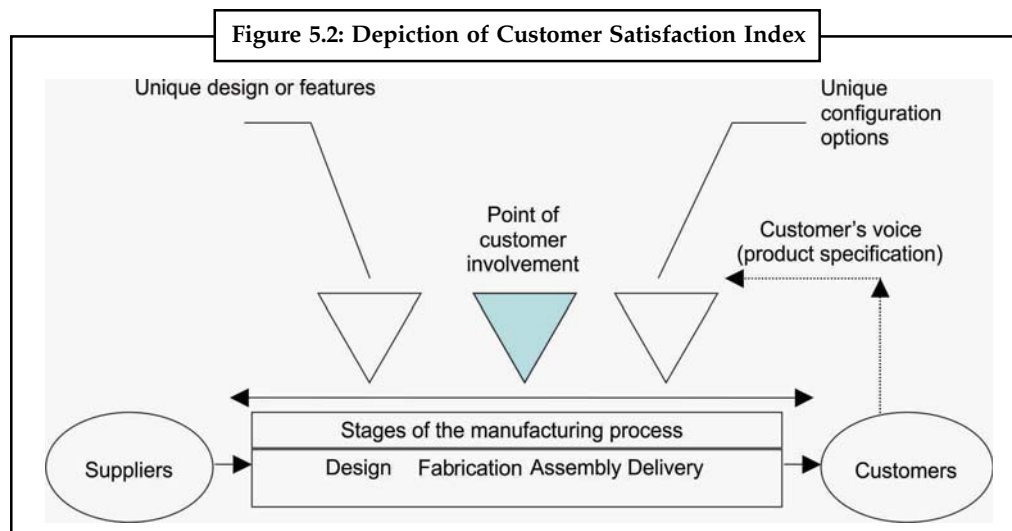 Figure 5.2: Depiction of Customer Satisfaction Index
Unique design or features
Unique
configuration
options
Point of
customer
involvement
Customer's voice
(product specification)
Stages of the manufacturing process
Suppliers
Design Fabrication Assembly Delivery
Customers